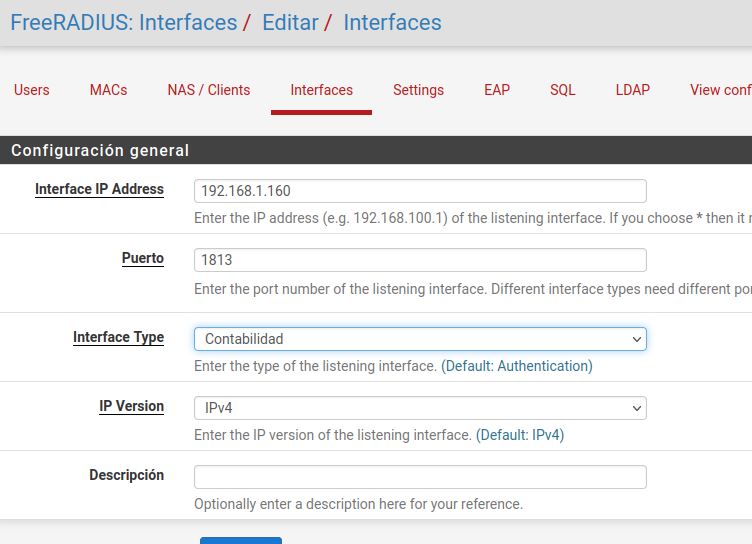 FreeRADIUS: Interfaces / Editar / Interfaces
Users MACs NAS / Clients Interfaces Settings EAP SQL LDAP View conf
Configuración general
Interface IP Address 192.168.1.160
Enter the IP address (e.g. 192.168.100.1) of the listening interface. If you choose * then it
Puerto 1813
Enter the port number of the listening interface. Different interface types need different
Interface Type Contabilidad
Enter the type of the listening interface. (Default: Authentication)
IP Version IPv4
Enter the IP version of the listening interface. (Default: IPv4)
Descripción
Optionally enter a description here for your reference.